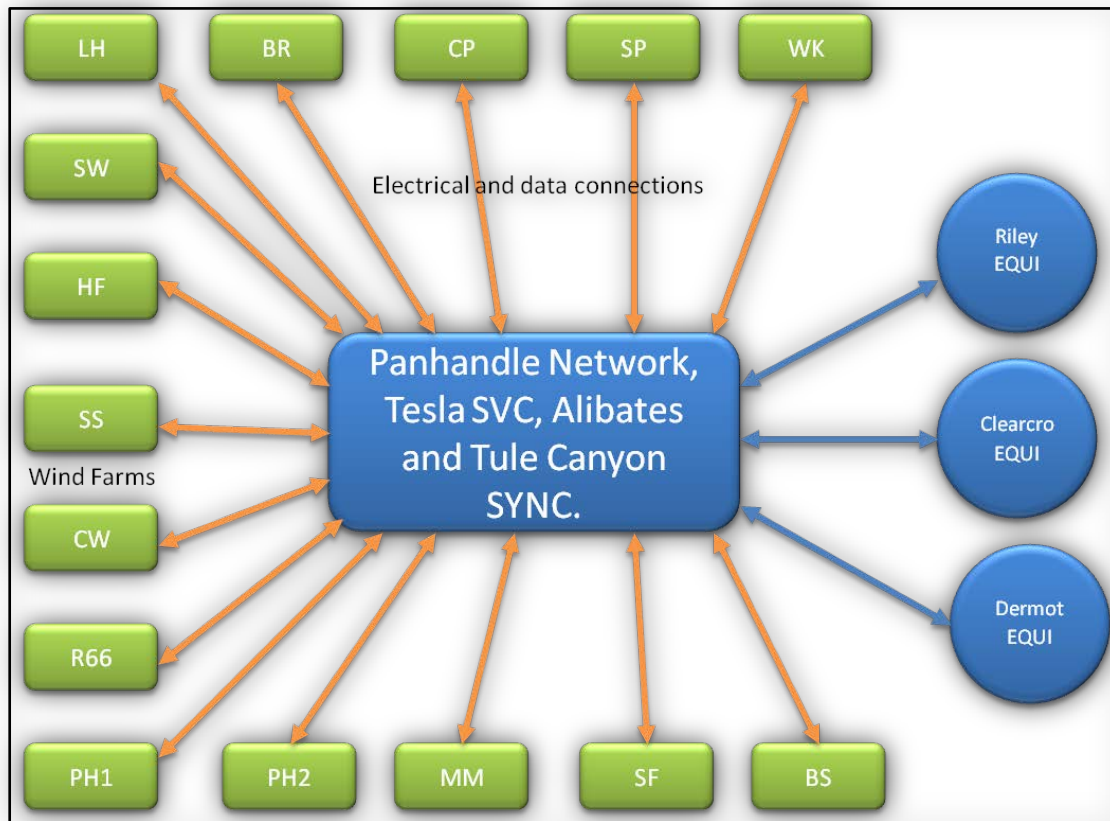 LH
BR
CP
SP
WK
SW
Electrical and data connections
HF
Riley
EQUI
Panhandle Network,
Tesla SVC, Alibates
and Tule Canyon
SYNC.
Clearcro
EQUI
SS
Wind Farms
CW
Dermot
EQUI
R66
PH1
PH2
MM
SF
BS